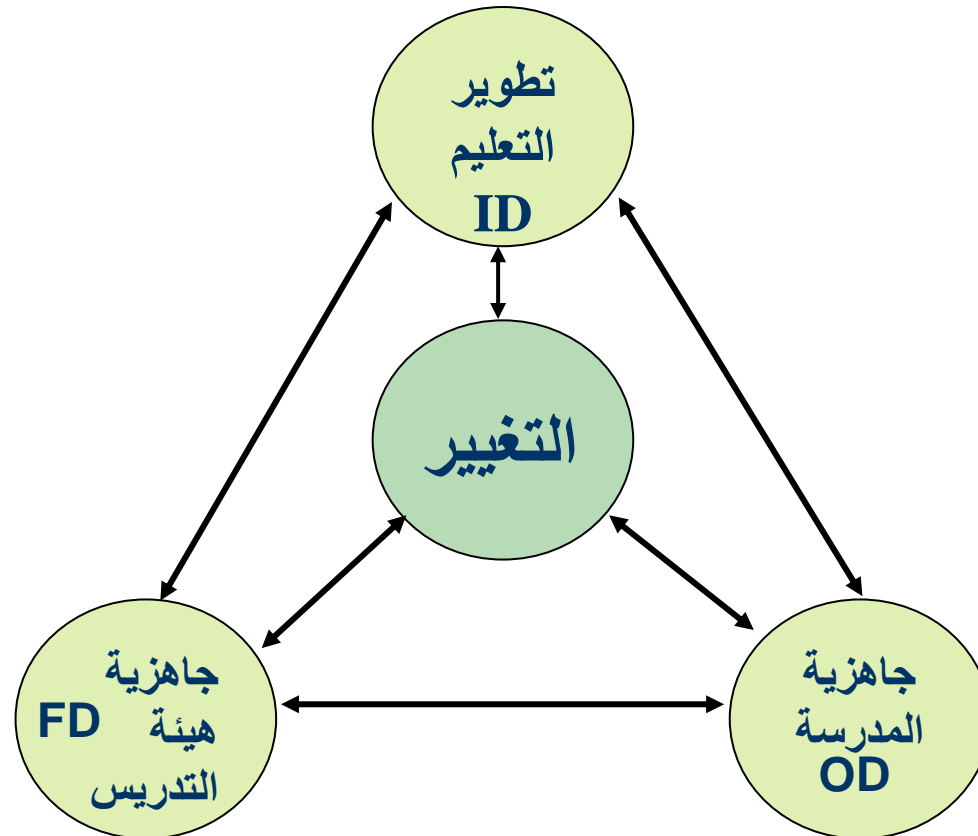 تطوير
التعليم
ID
التغيير
جاهزية
المدرسة
OD
جاهزية
هيئة FD
التدريس